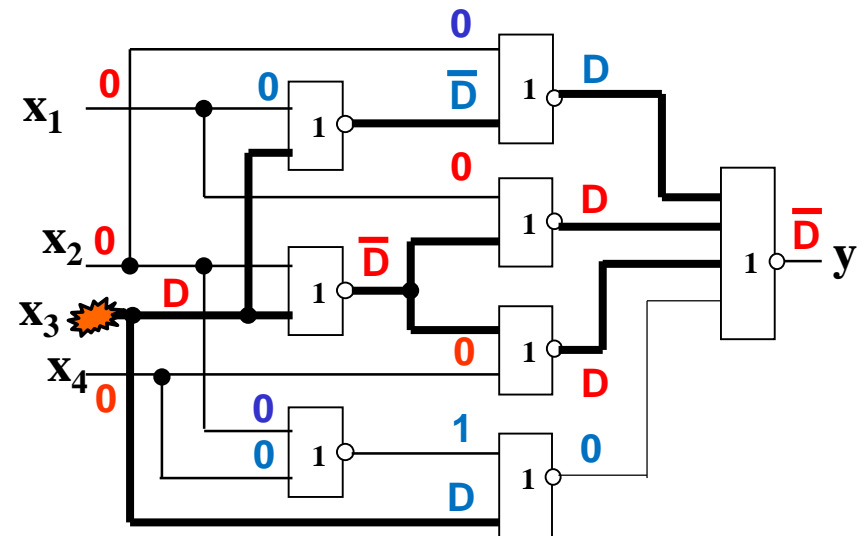 0
0 0 D̅ 1 D
x₁ 1
0 D
x₂ 0 D̅ 1 D̅
D 1 1 y
x₃
0 1
x₄ 0 D
0 1 0
0 1 1
D